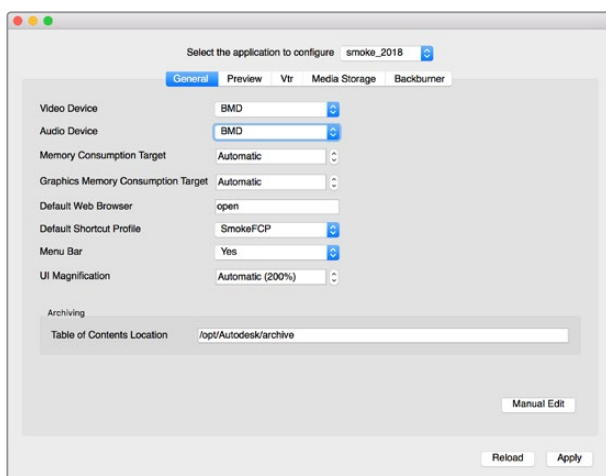 Select the application to configure smoke_2018
General Preview Vtr Media Storage Backburner
Video Device BMD
Audio Device BMD
Memory Consumption Target Automatic
Graphics Memory Consumption Target Automatic
Default Web Browser open
Default Shortcut Profile SmokeFCP
Menu Bar Yes
UI Magnification Automatic (200%)
Archiving
Table of Contents Location /opt/Autodesk/archive
Manual Edit
Reload Apply